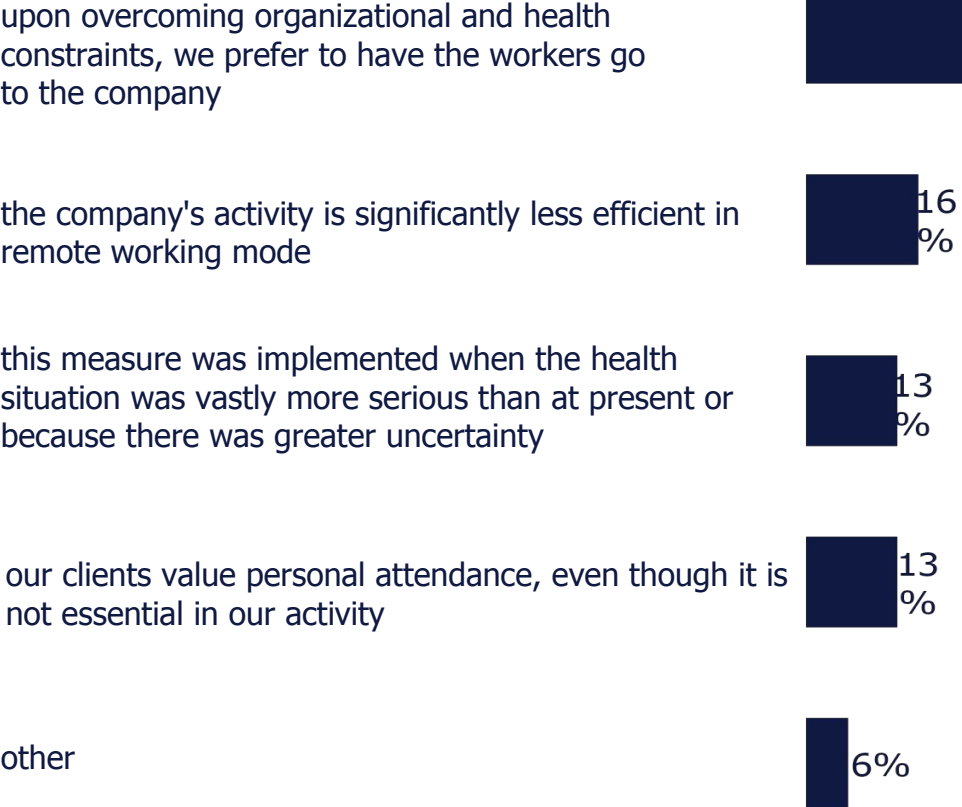 upon overcoming organizational and health
constraints, we prefer to have the workers go
to the company
the company's activity is significantly less efficient in
remote working mode
16
%
this measure was implemented when the health
situation was vastly more serious than at present or
because there was greater uncertainty
13
%
our clients value personal attendance, even though it is
not essential in our activity
13
%
other
6%